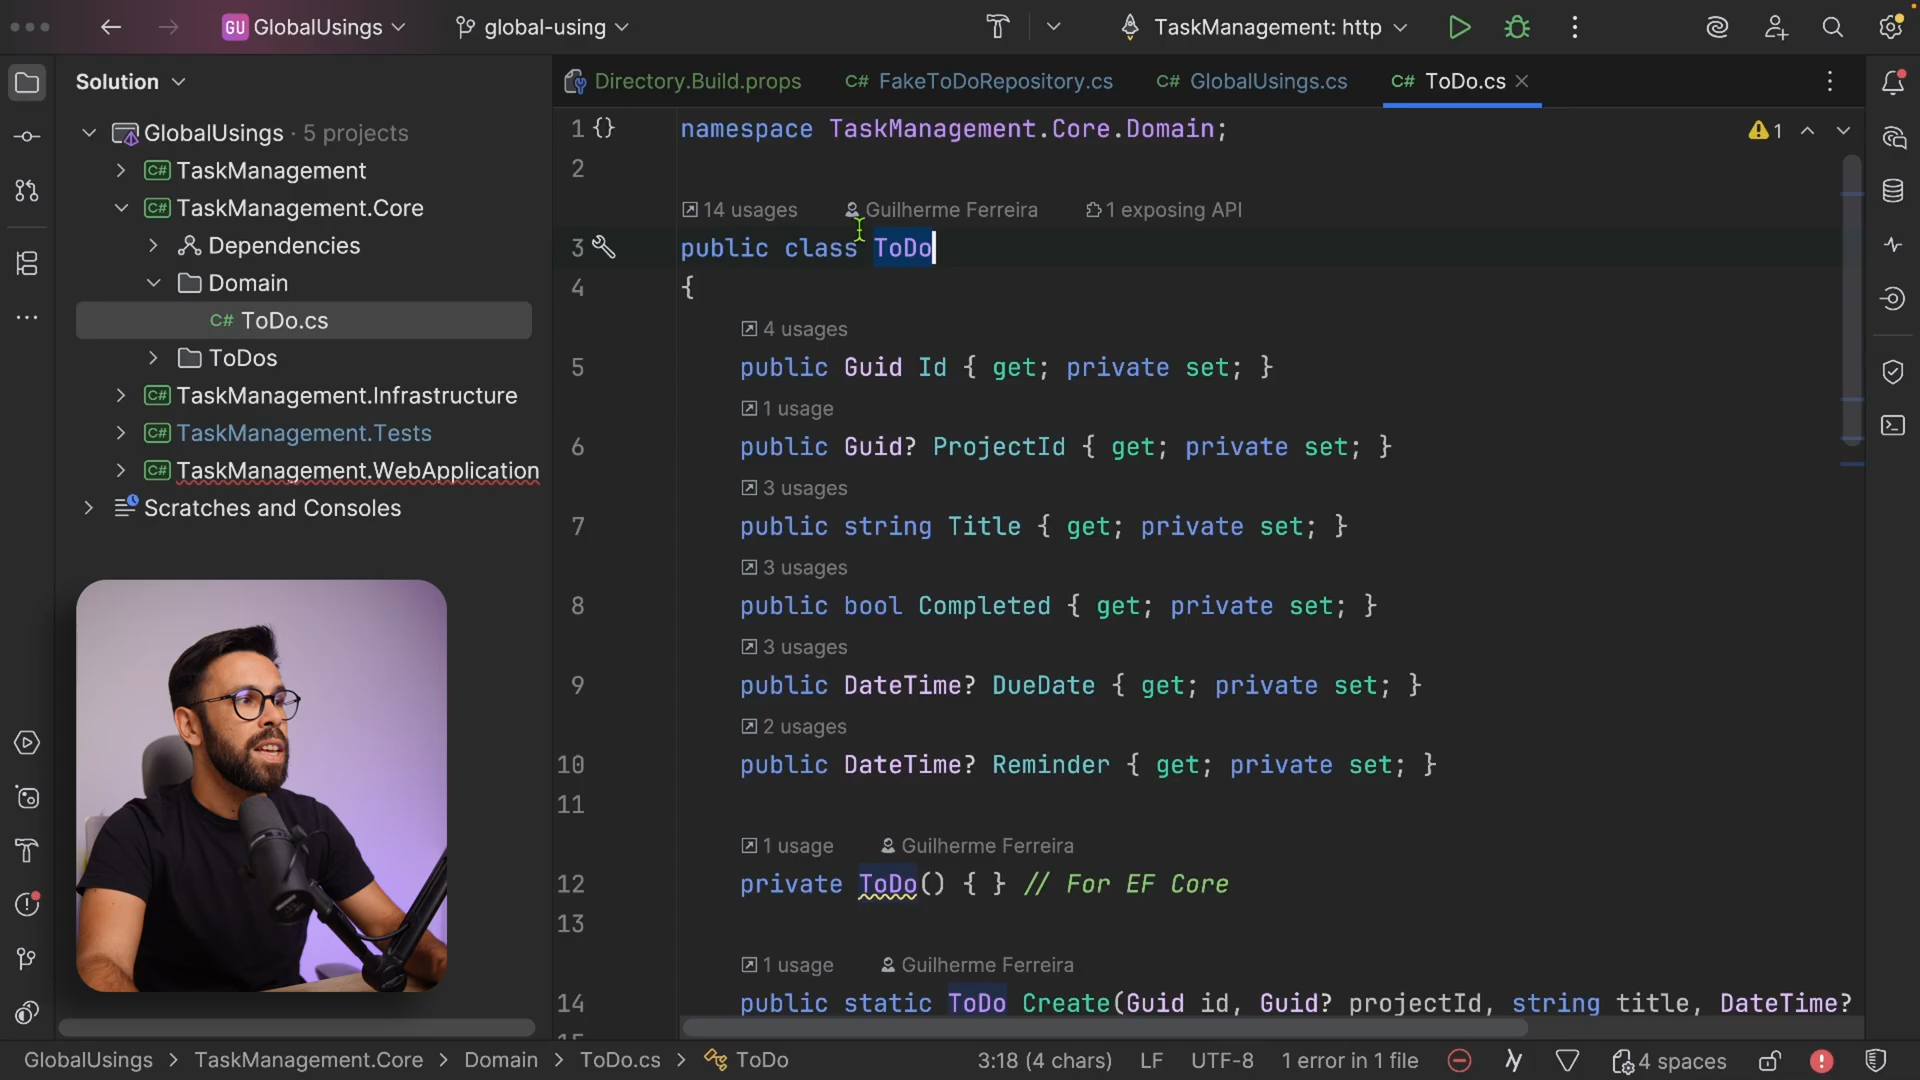 GU GlobalUsings
global-using
TaskManagement: http
Solution
GlobalUsings · 5 projects
C# TaskManagement
C# TaskManagement.Core
Dependencies
Domain
C# ToDo.cs
ToDos
C# TaskManagement.Infrastructure
C# TaskManagement.Tests
C# TaskManagement.WebApplication
Scratches and Consoles
Directory.Build.props
C# FakeToDoRepository.cs
C# GlobalUsings.cs
C# ToDo.cs
1 {} namespace TaskManagement.Core.Domain;
1
2
14 usages Guilherme Ferreira 1 exposing API
3 public class ToDo
4 {
4 usages
5 public Guid Id { get; private set; }
1 usage
6 public Guid? ProjectId { get; private set; }
3 usages
7 public string Title { get; private set; }
3 usages
8 public bool Completed { get; private set; }
3 usages
9 public DateTime? DueDate { get; private set; }
2 usages
10 public DateTime? Reminder { get; private set; }
11
1 usage Guilherme Ferreira
12 private ToDo() { } // For EF Core
13
1 usage Guilherme Ferreira
14 public static ToDo Create(Guid id, Guid? projectId, string title, DateTime?
GlobalUsings > TaskManagement.Core > Domain > ToDo.cs > ToDo
3:18 (4 chars)
LF
UTF-8
1 error in 1 file
4 spaces